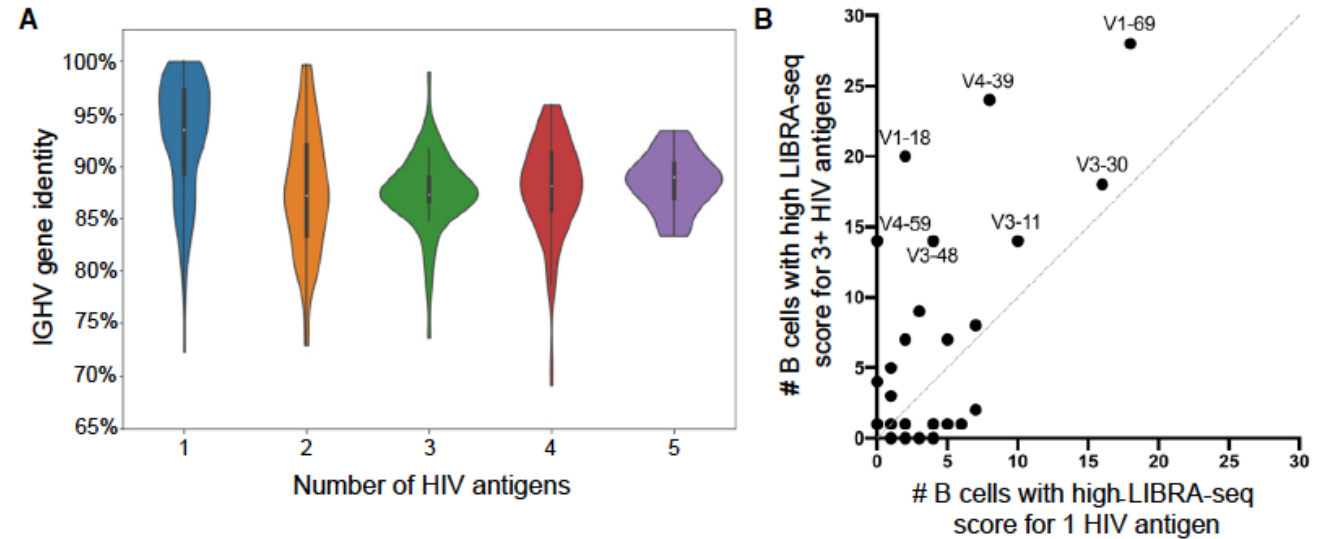 A
IGHV gene identity
100%
95%
90%
85%
80%
75%
70%
65%
1 2 3 4 5
Number of HIV antigens
B
# B cells with high LIBRA-seq
score for 3+ HIV antigens
30
25
20
15
10
5
0
V1-69
V4-39
V1-18
V3-30
V4-59
V3-11
V3-48
0 5 10 15 20 25 30
# B cells with high LIBRA-seq
score for 1 HIV antigen